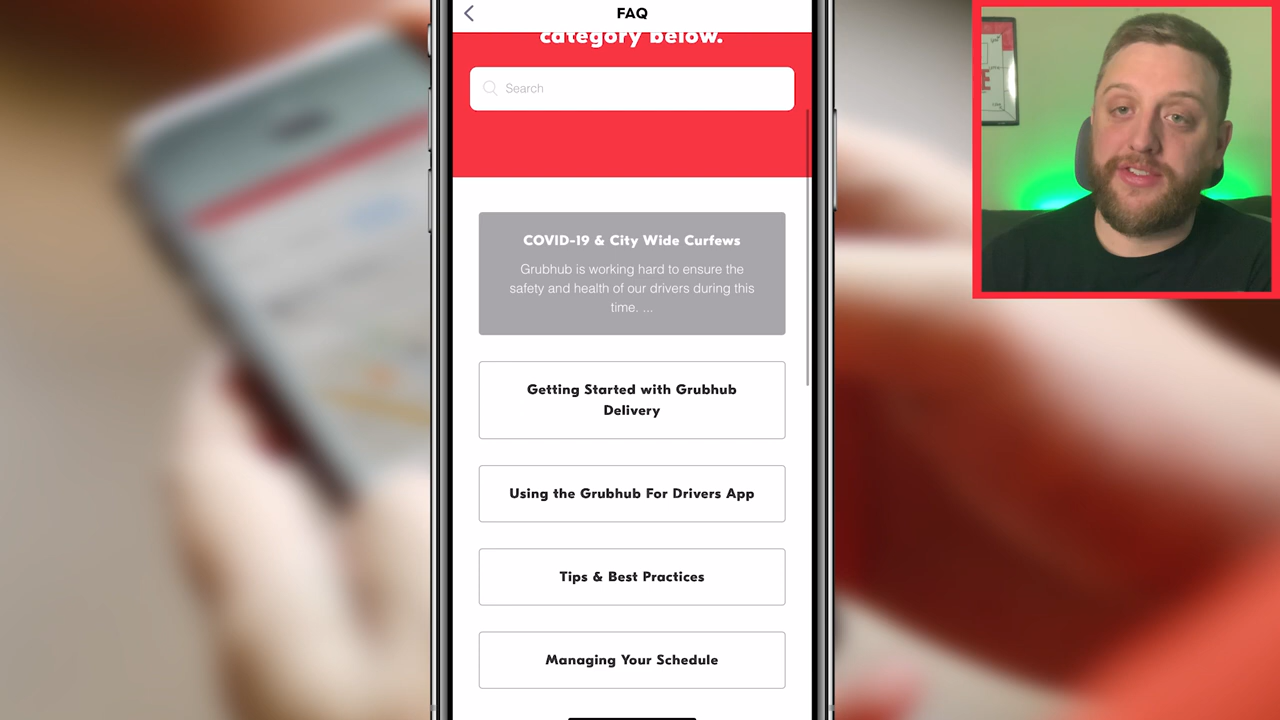 FAQ
category below.
Search
COVID-19 & City Wide Curfews
Grubhub is working hard to ensure the
safety and health of our drivers during this
time. ...
Getting Started with Grubhub
Delivery
Using the Grubhub For Drivers App
Tips & Best Practices
Managing Your Schedule